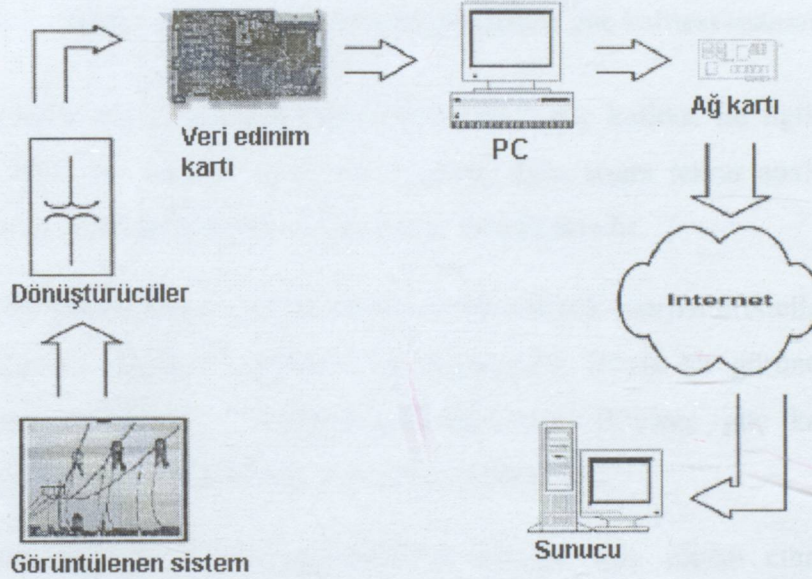 Veri edinim
kartı
PC
Ağ kartı
Dönüştürücüler
Internet
Görüntülenen sistem
Sunucu